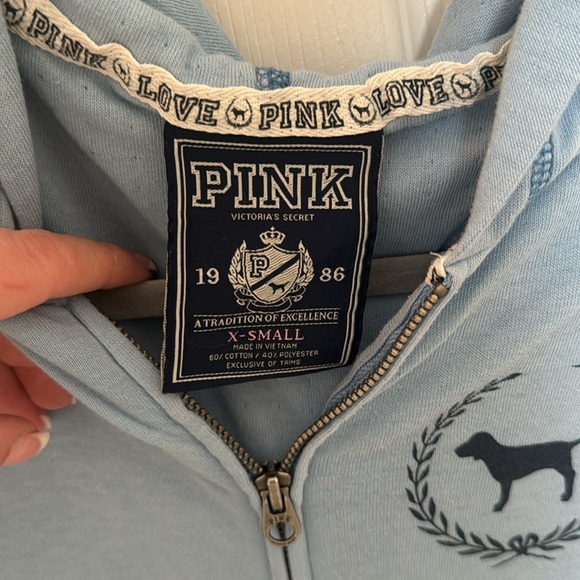 PINK LOVE PINK LOVE P
PINK
VICTORIA'S SECRET
P
19 86
A TRADITION OF EXCELLENCE
X-SMALL
MADE IN VIETNAM
60% COTTON / 40% POLYESTER
EXCLUSIVE OF TRIMS
PINK